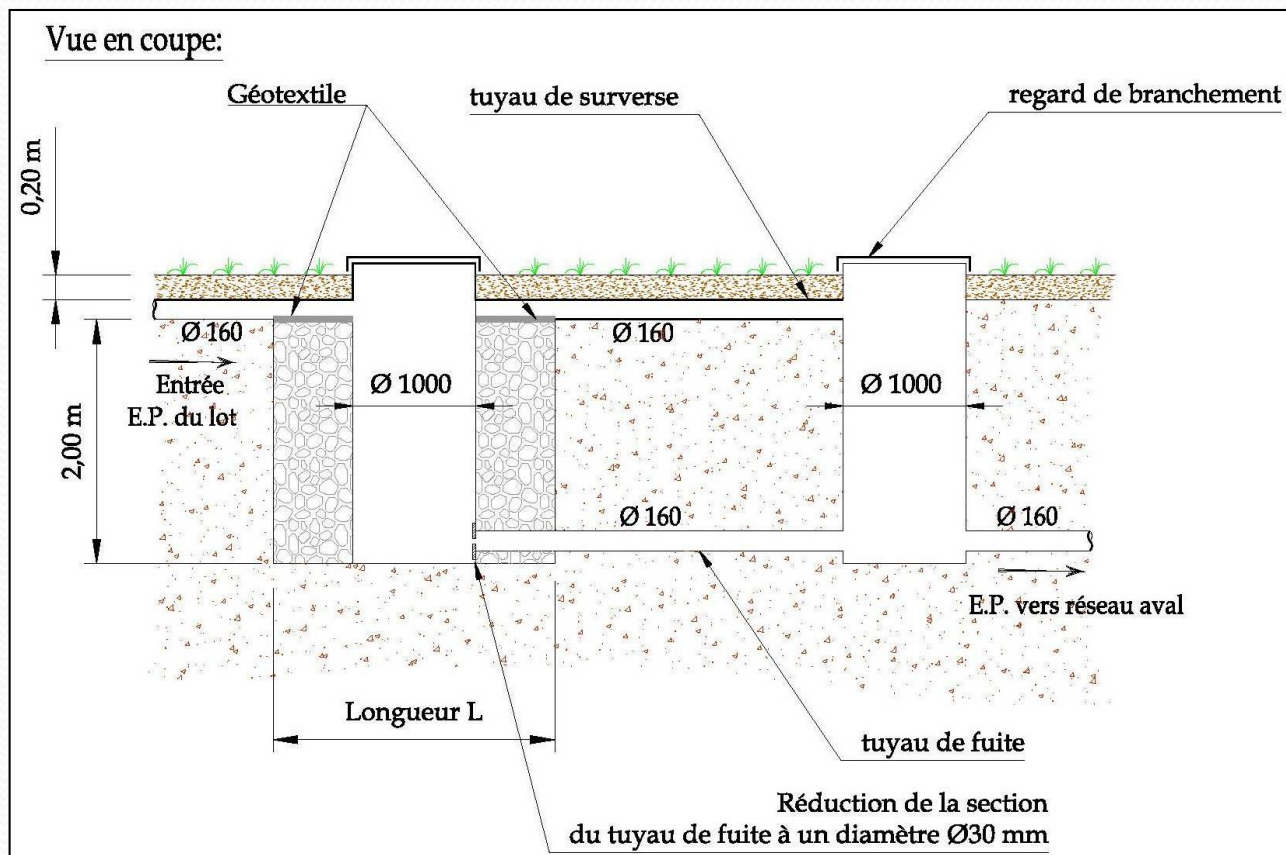 Vue en coupe:
Géotextile
tuyau de surverse
regard de branchement
0,20 m
Ø 160
Ø 160
Entrée
E.P. du lot
Ø 1000
Ø 1000
2,00 m
Ø 160
Ø 160
E.P. vers réseau aval
Longueur L
tuyau de fuite
Réduction de la section
du tuyau de fuite à un diamètre Ø30 mm